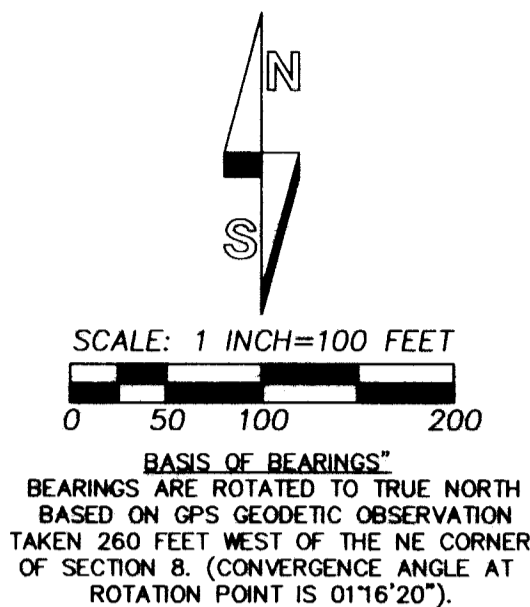 N
S
SCALE: 1 INCH=100 FEET
0 50 100 200
BASIS OF BEARINGS"
BEARINGS ARE ROTATED TO TRUE NORTH
BASED ON GPS GEODETIC OBSERVATION
TAKEN 260 FEET WEST OF THE NE CORNER
OF SECTION 8. (CONVERGENCE ANGLE AT
ROTATION POINT IS 01°16'20").